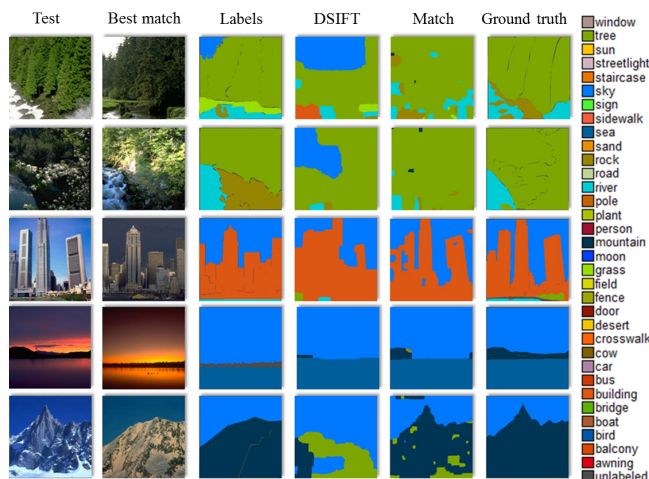 Test Best match Labels DSIFT Match Ground truth
window
tree
sun
streetlight
staircase
sky
sign
sidewalk
sea
sand
rock
road
river
pole
plant
person
mountain
moon
grass
field
fence
door
desert
crosswalk
cow
car
bus
building
bridge
boat
bird
balcony
awning
unlabeled